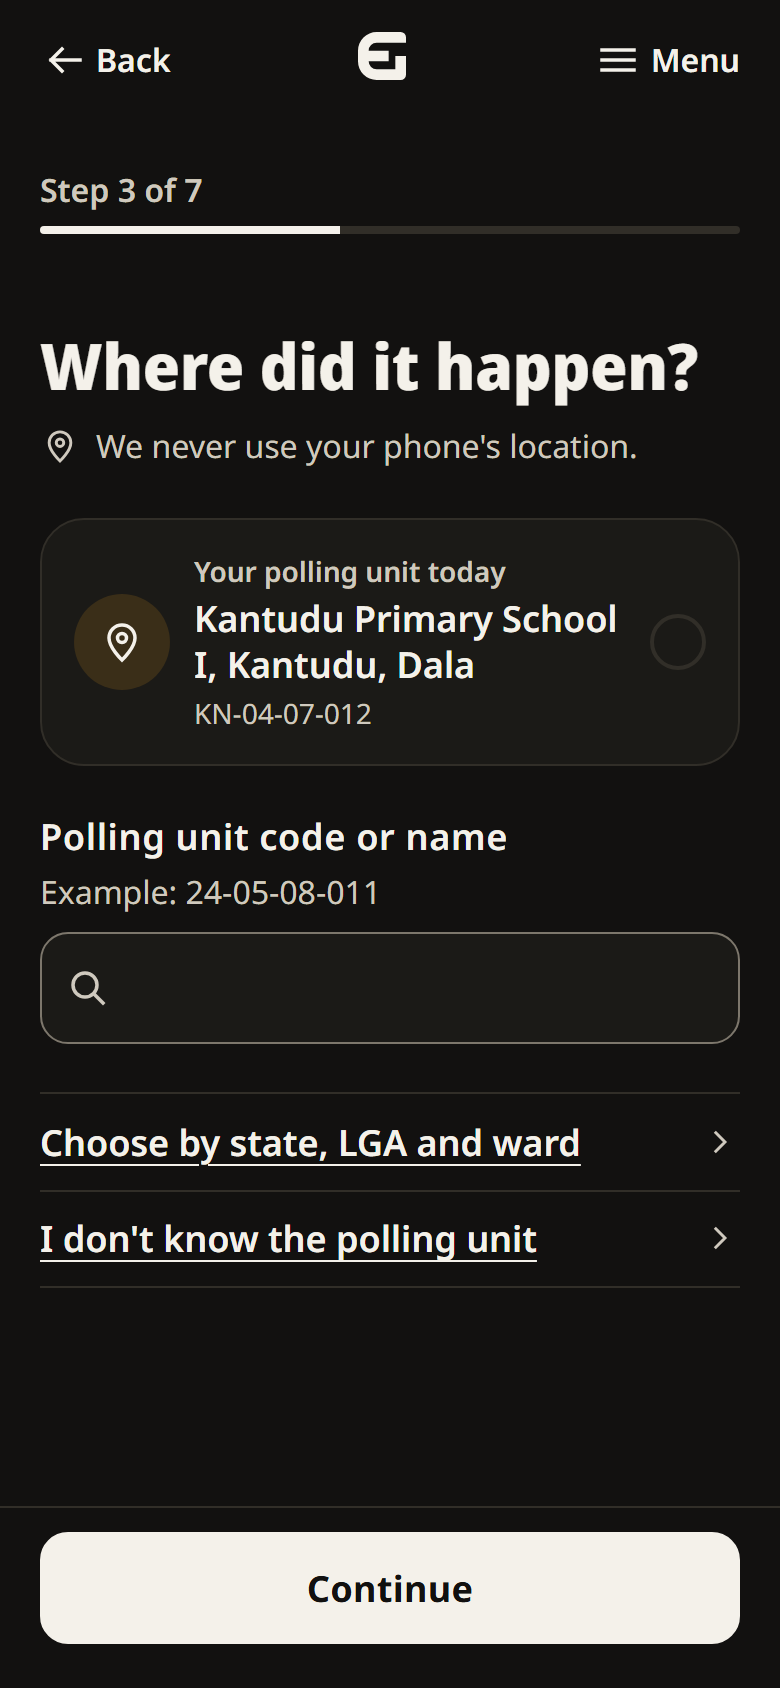 Back
Menu
Step 3 of 7
Where did it happen?
We never use your phone's location.
Your polling unit today
Kantudu Primary School
I, Kantudu, Dala
KN-04-07-012
Polling unit code or name
Example: 24-05-08-011
Choose by state, LGA and ward
I don't know the polling unit
Continue